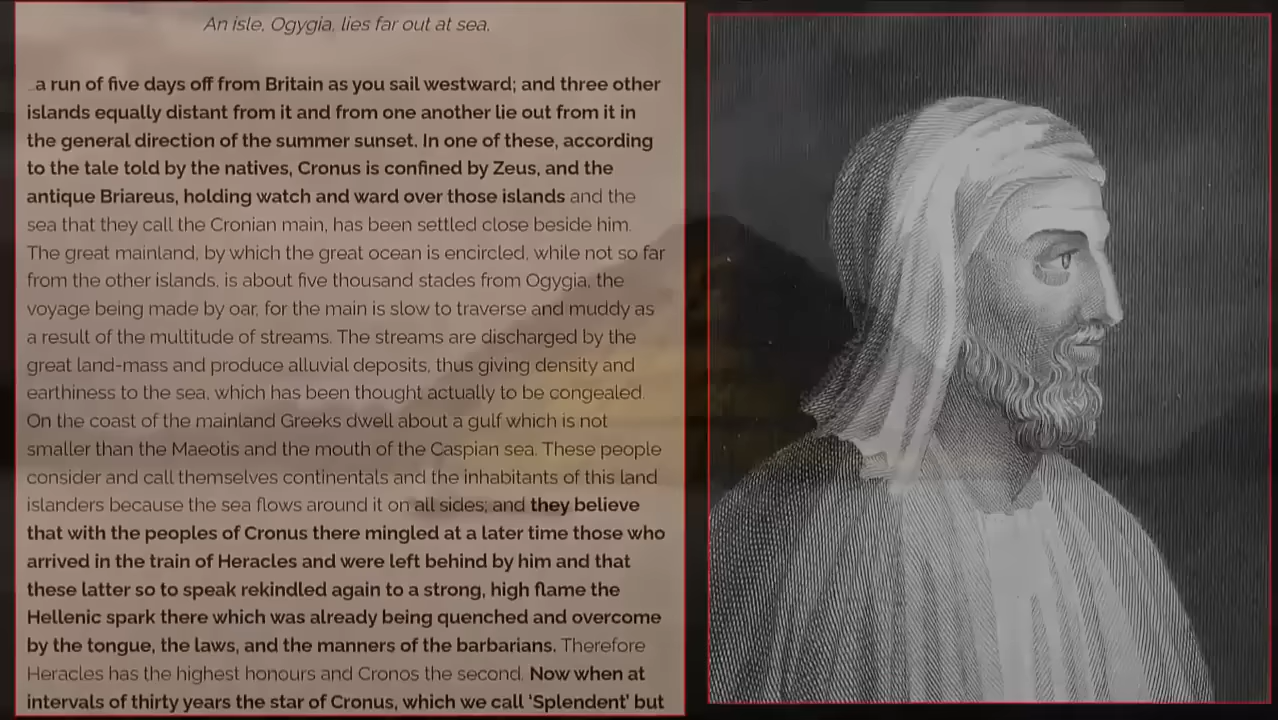 An isle, Ogygia, lies far out at sea,
...a run of five days off from Britain as you sail westward; and three other
islands equally distant from it and from one another lie out from it in
the general direction of the summer sunset. In one of these, according
to the tale told by the natives, Cronus is confined by Zeus, and the
antique Briareus, holding watch and ward over those islands and the
sea that they call the Cronian main, has been settled close beside him.
The great mainland, by which the great ocean is encircled, while not so far
from the other islands, is about five thousand stades from Ogygia, the
voyage being made by oar, for the main is slow to traverse and muddy as
a result of the multitude of streams. The streams are discharged by the
great land-mass and produce alluvial deposits, thus giving density and
earthiness to the sea, which has been thought actually to be congealed.
On the coast of the mainland Greeks dwell about a gulf which is not
smaller than the Maeotis and the mouth of the Caspian sea. These people
consider and call themselves continentals and the inhabitants of this land
islanders because the sea flows around it on all sides; and they believe
that with the peoples of Cronus there mingled at a later time those who
arrived in the train of Heracles and were left behind by him and that
these latter so to speak rekindled again to a strong, high flame the
Hellenic spark there which was already being quenched and overcome
by the tongue, the laws, and the manners of the barbarians. Therefore
Heracles has the highest honours and Cronos the second. Now when at
intervals of thirty years the star of Cronus, which we call 'Splendent' but